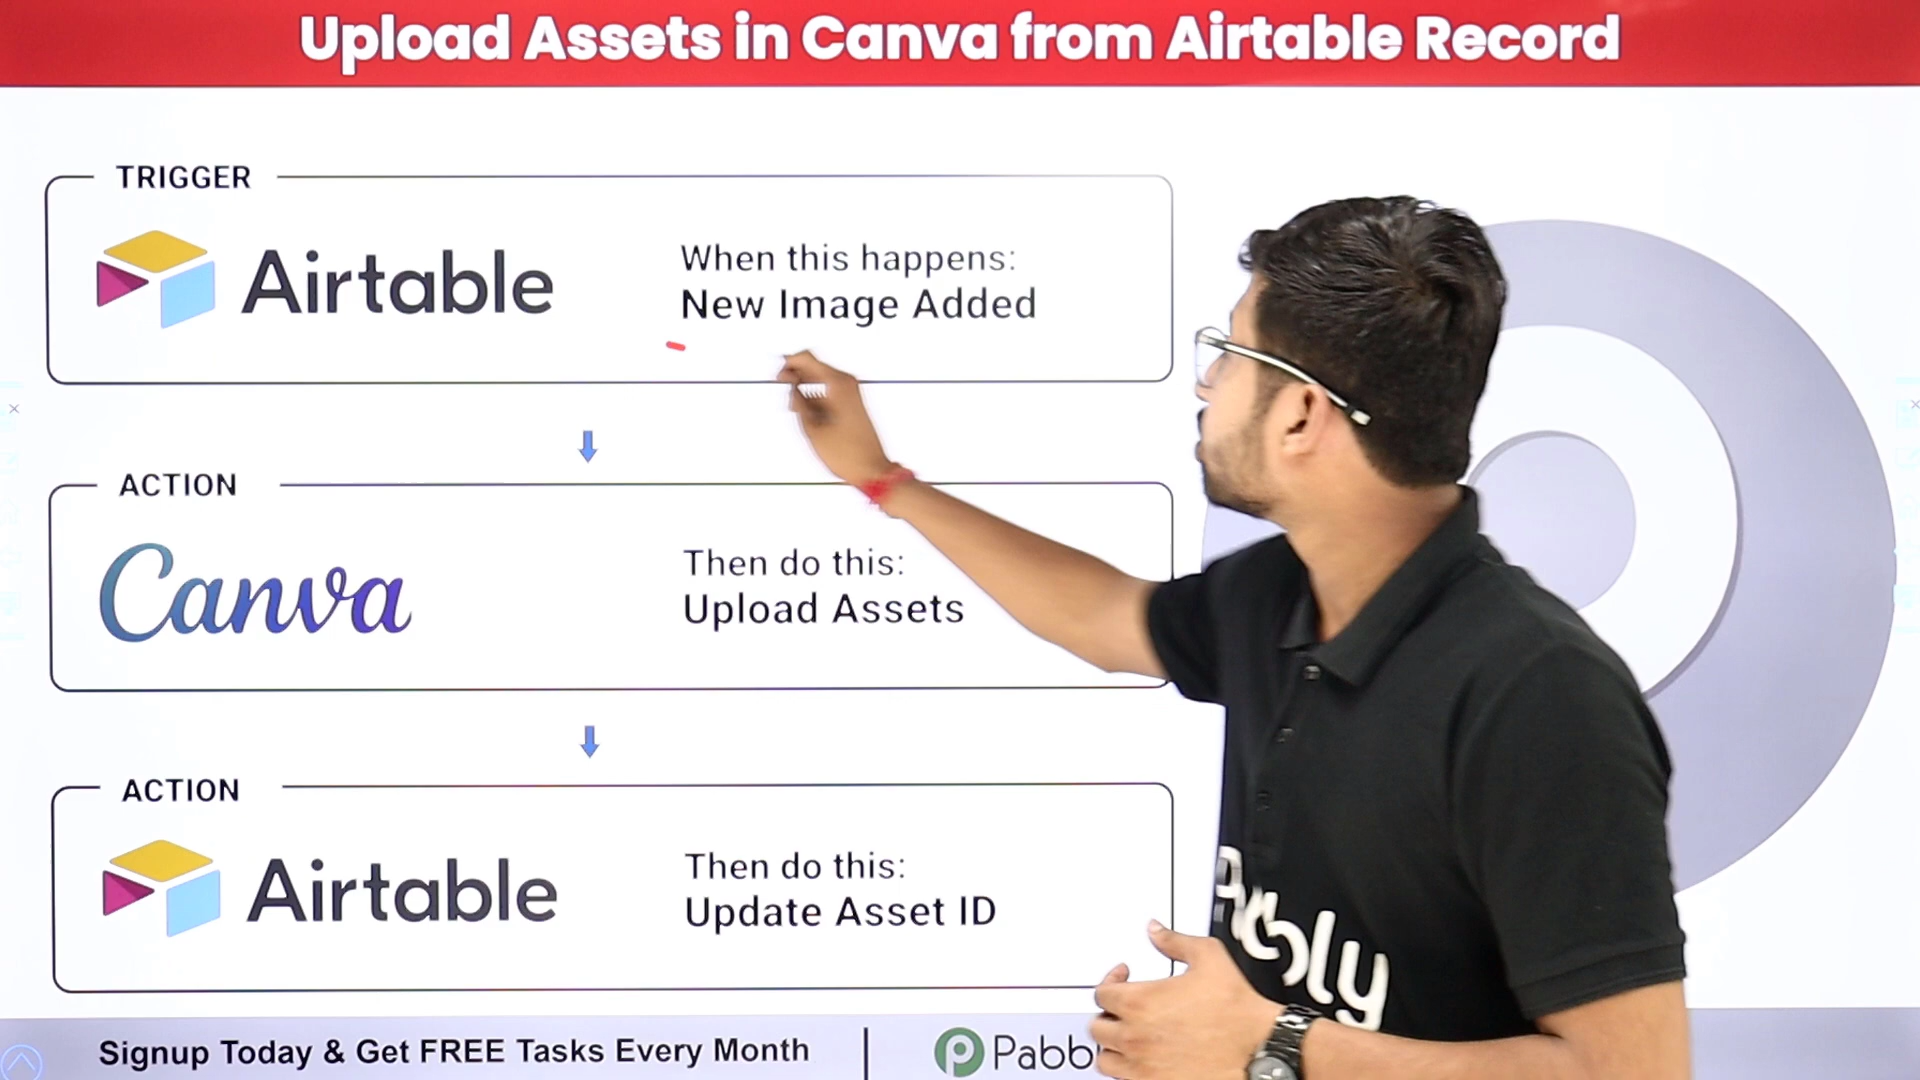 Upload Assets in Canva from Airtable Record
TRIGGER
Airtable
When this happens:
New Image Added
ACTION
Canva
Then do this:
Upload Assets
ACTION
Airtable
Then do this:
Update Asset ID
Signup Today & Get FREE Tasks Every Month
Pabb